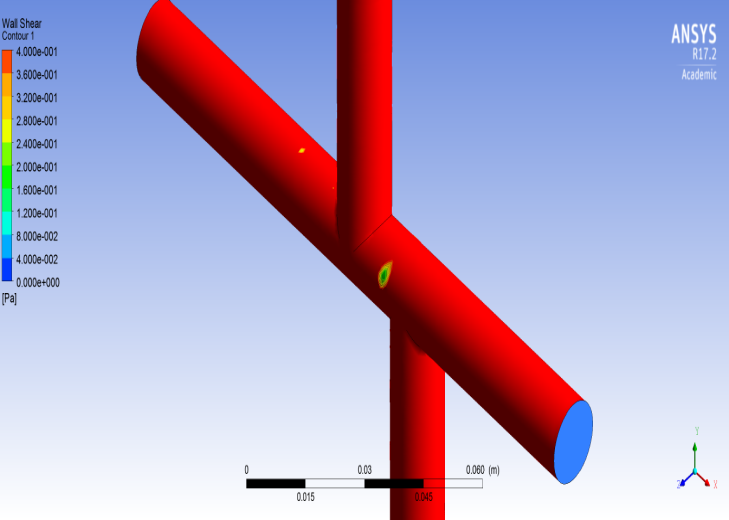 Wall Shear
Contour 1
4.000e-001
3.600e-001
3.200e-001
2.800e-001
2.400e-001
2.000e-001
1.600e-001
1.200e-001
8.000e-002
4.000e-002
0.000e+000
[Pa]
ANSYS
R17.2
Academic
0 0.03 0.060 (m)
0.015 0.045
Y
Z X